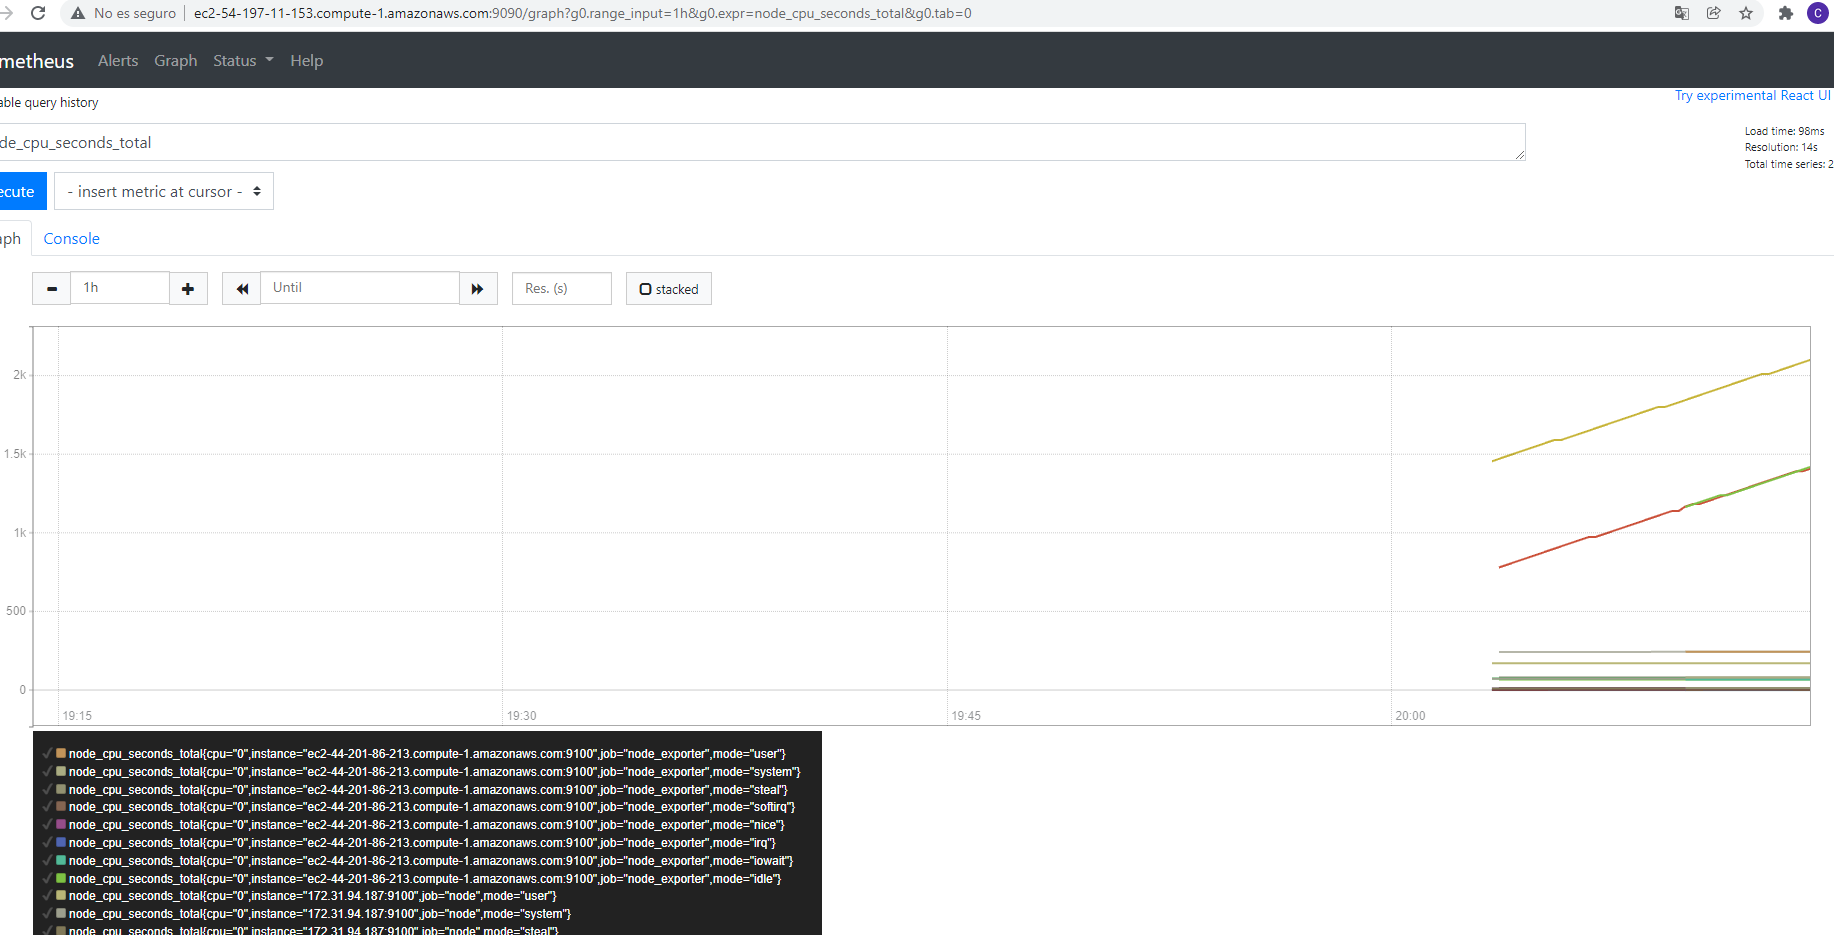 No es seguro ec2-54-197-11-153.compute-1.amazonaws.com:9090/graph?g0.range_input=1h&g0.expr=node_cpu_seconds_total&g0.tab=0 C
metheus Alerts Graph Status Help
able query history Try experimental React UI
de_cpu_seconds_total
Load time: 98ms
Resolution: 14s
Total time series: 2
ecute - insert metric at cursor -
aph Console
1h Until Res. (s) stacked
2k
1.5k
1k
500
0
19:15 19:30 19:45 20:00
node_cpu_seconds_total{cpu="0",instance="ec2-44-201-86-213.compute-1.amazonaws.com:9100",job="node_exporter",mode="user"}
node_cpu_seconds_total{cpu="0",instance="ec2-44-201-86-213.compute-1.amazonaws.com:9100",job="node_exporter",mode="system"}
node_cpu_seconds_total{cpu="0",instance="ec2-44-201-86-213.compute-1.amazonaws.com:9100",job="node_exporter",mode="steal"}
node_cpu_seconds_total{cpu="0",instance="ec2-44-201-86-213.compute-1.amazonaws.com:9100",job="node_exporter",mode="softirq"}
node_cpu_seconds_total{cpu="0",instance="ec2-44-201-86-213.compute-1.amazonaws.com:9100",job="node_exporter",mode="nice"}
node_cpu_seconds_total{cpu="0",instance="ec2-44-201-86-213.compute-1.amazonaws.com:9100",job="node_exporter",mode="irq"}
node_cpu_seconds_total{cpu="0",instance="ec2-44-201-86-213.compute-1.amazonaws.com:9100",job="node_exporter",mode="iowait"}
node_cpu_seconds_total{cpu="0",instance="ec2-44-201-86-213.compute-1.amazonaws.com:9100",job="node_exporter",mode="idle"}
node_cpu_seconds_total{cpu="0",instance="172.31.94.187:9100",job="node",mode="user"}
node_cpu_seconds_total{cpu="0",instance="172.31.94.187:9100",job="node",mode="system"}
node_cpu_seconds_total{cpu="0",instance="172.31.94.187:9100",job="node",mode="steal"}